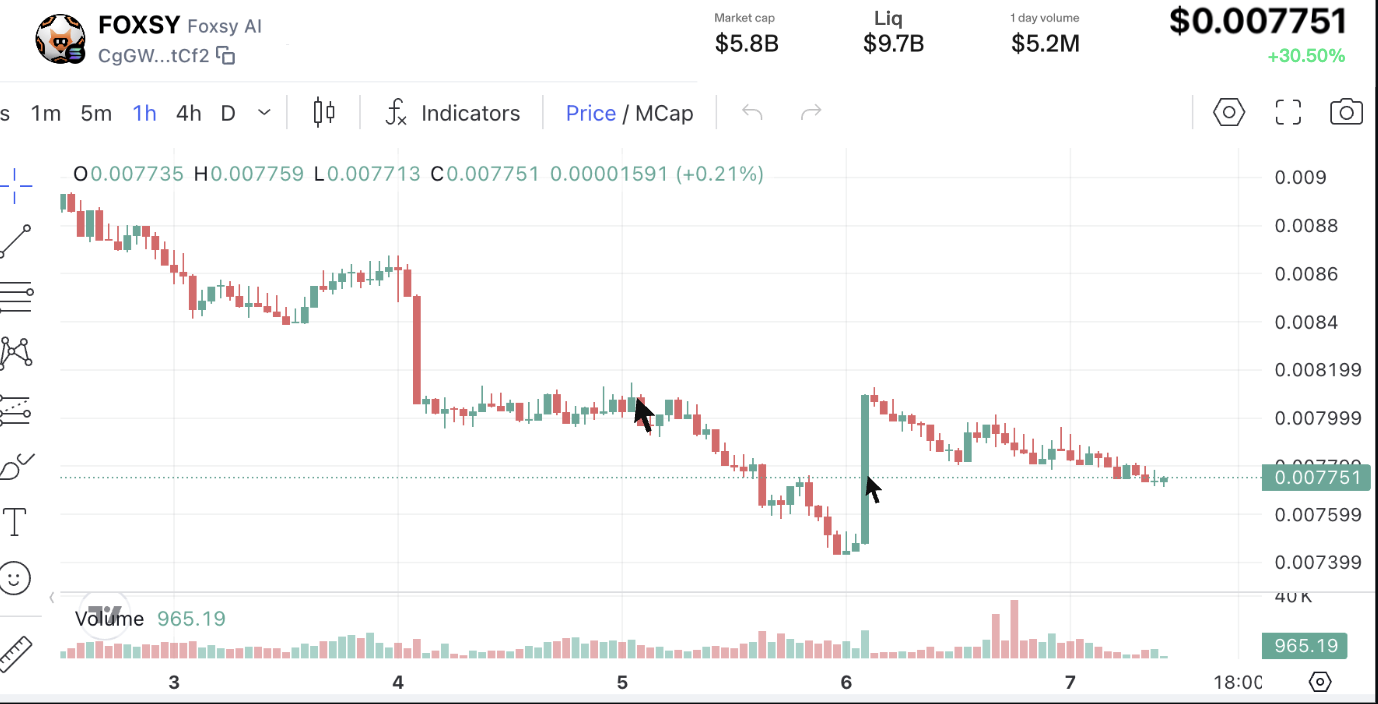 FOXSY Foxsy AI
CgGW...tCf2
Market cap
$5.8B
Liq
$9.7B
1 day volume
$5.2M
$0.007751
+30.50%
s 1m 5m 1h 4h D Indicators Price / MCap
O0.007735 H0.007759 L0.007713 C0.007751 0.00001591 (+0.21%)
0.009
0.0088
0.0086
0.0084
0.008199
0.007999
0.007751
0.007599
0.007399
40K
Volume 965.19
965.19
3 4 5 6 7 18:00